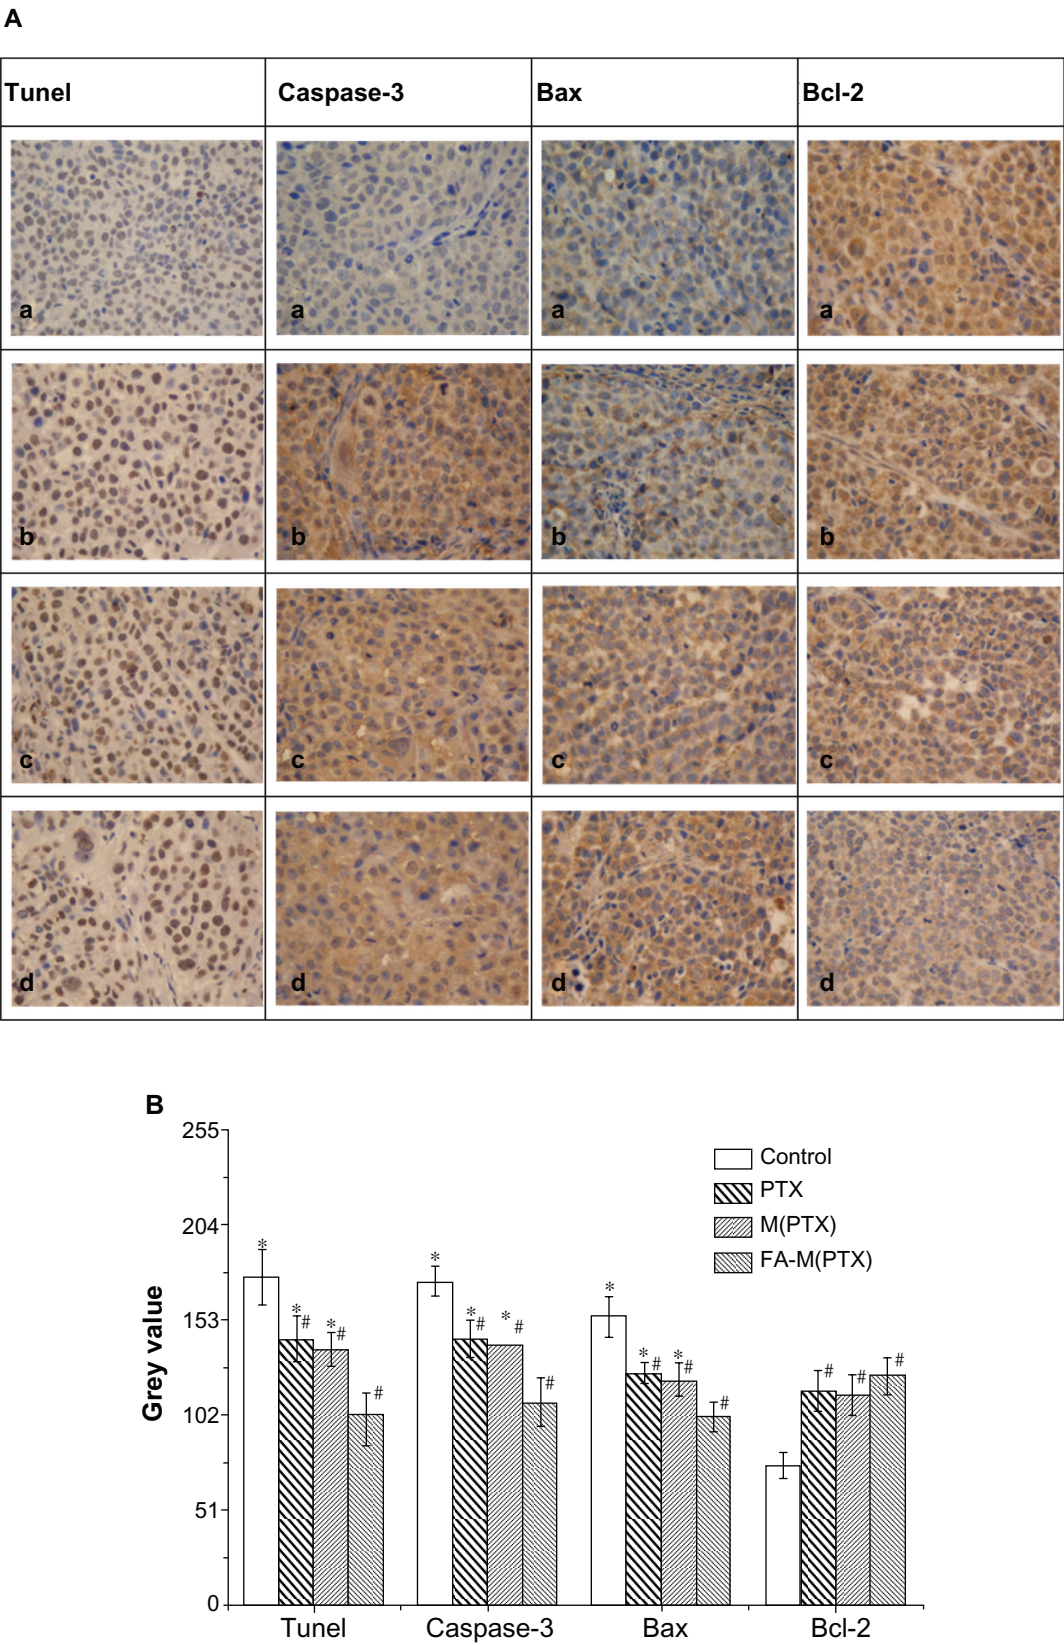 A
Tunel Caspase-3 Bax Bcl-2
a a a a
b b b b
c c c c
d d d d
B
255
204
153
102
51
0
Grey value
Control
PTX
M(PTX)
FA-M(PTX)
* *# *# #
* *# *# #
* *# *# #
# # #
Tunel Caspase-3 Bax Bcl-2